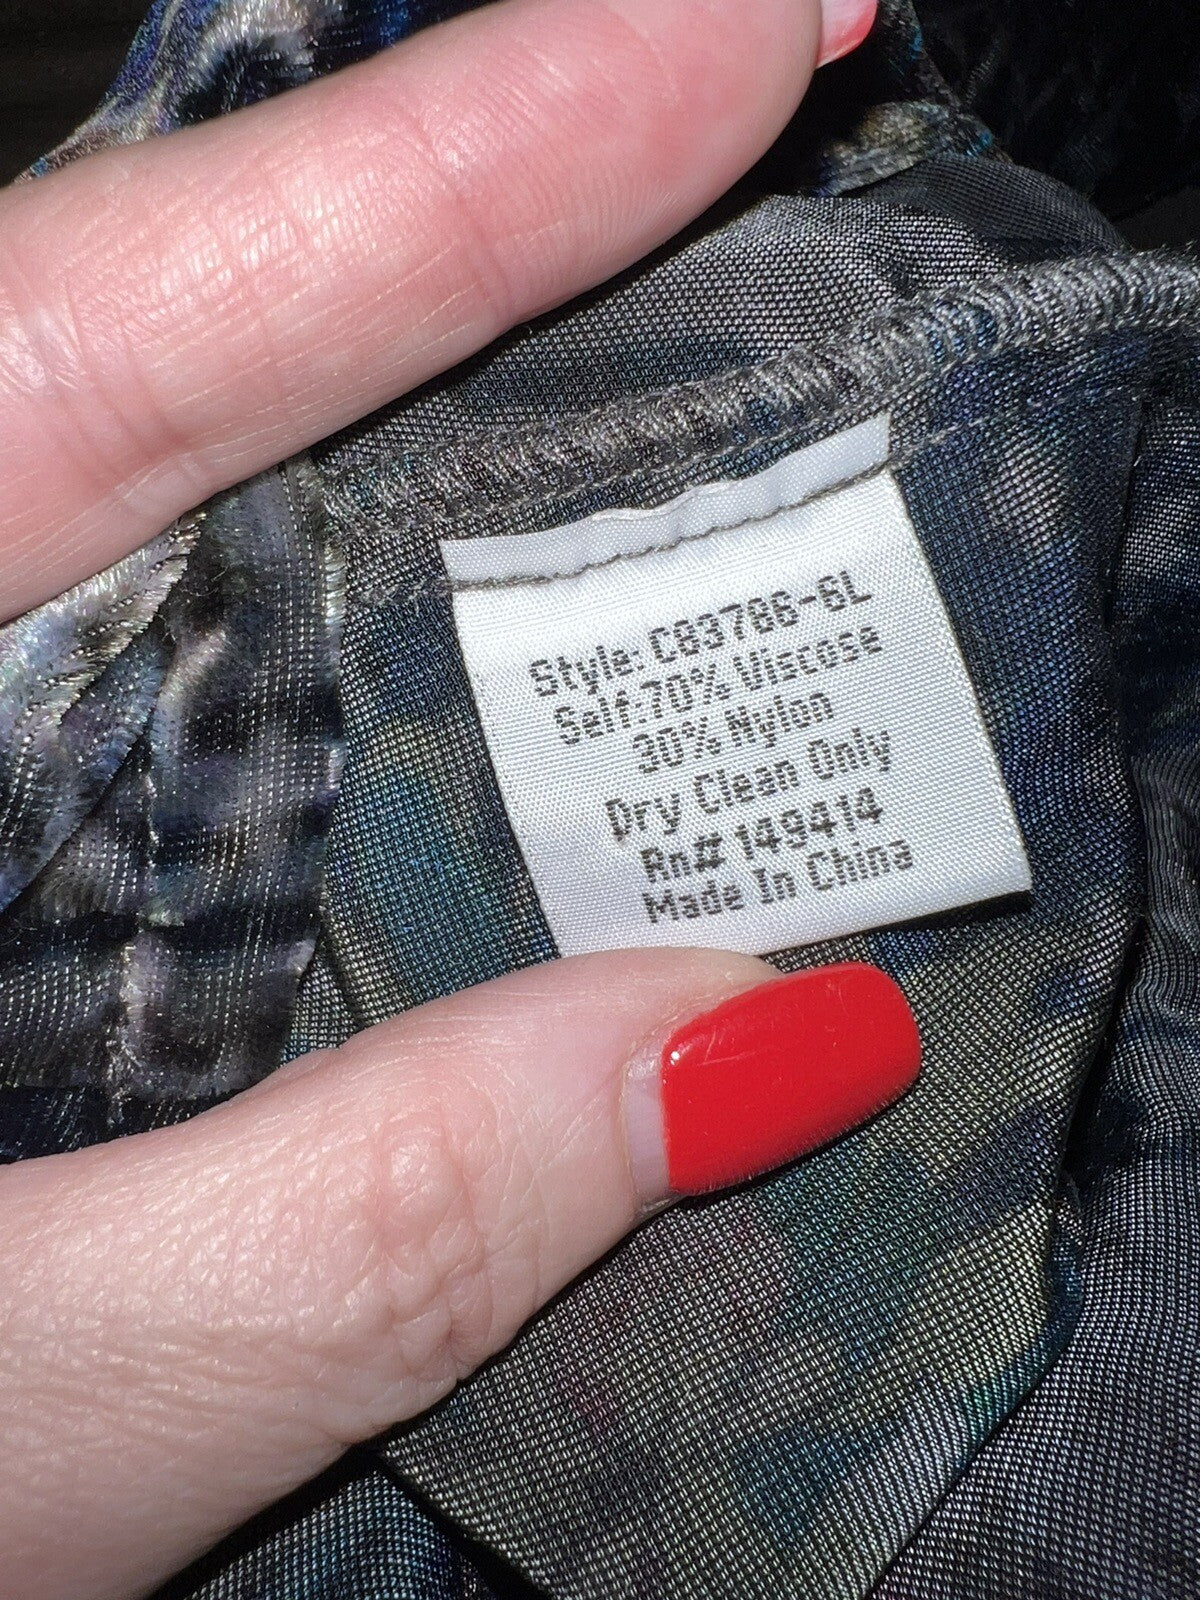 Style: C83786-6L
Self:70% Viscose
30% Nylon
Dry Clean Only
Rn# 149414
Made In China